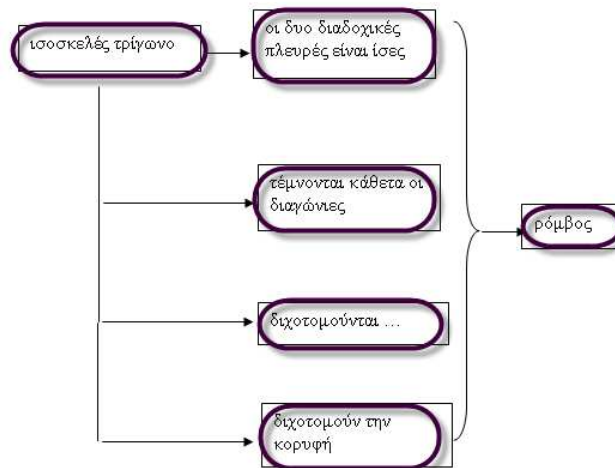 ισοσκελές τρίγωνο
οι δυο διαδοχικές
πλευρές είναι ίσες
τέμνονται κάθετα οι
διαγώνιες
ρόμβος
διχοτομούνται ...
διχοτομούν την
κορυφή